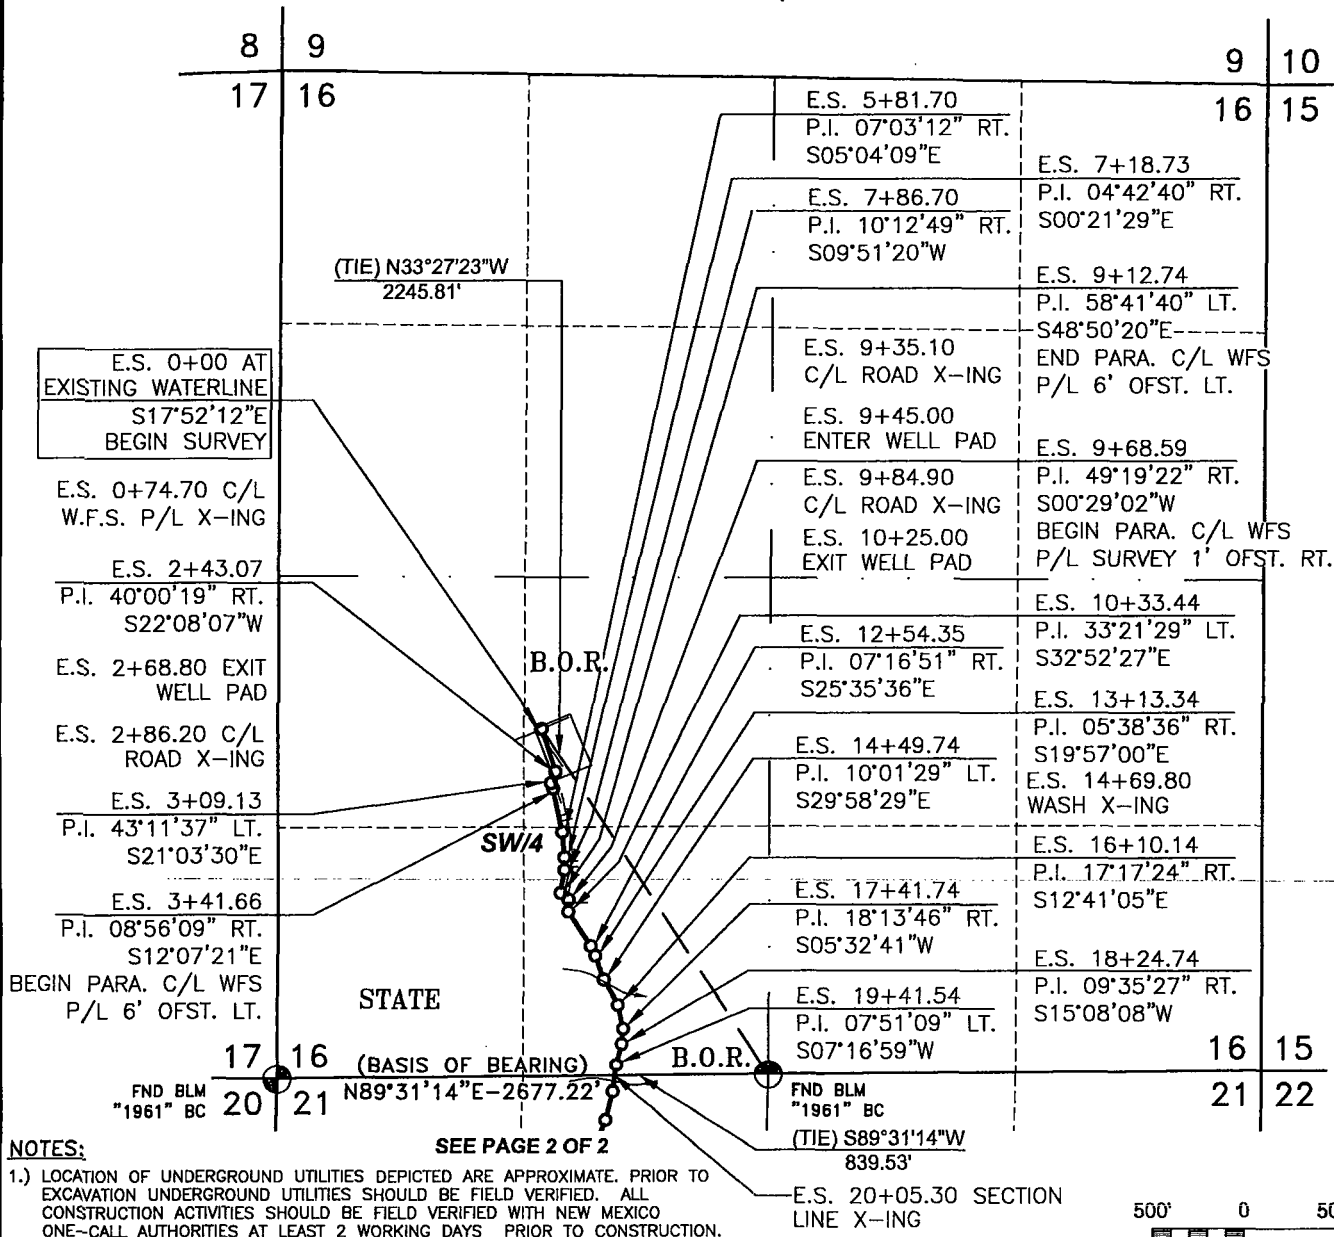 8 9
9 10
17 16
16 15
E.S. 5+81.70
P.I. 07°03'12" RT.
S05°04'09"E
E.S. 7+18.73
P.I. 04°42'40" RT.
S00°21'29"E
E.S. 7+86.70
P.I. 10°12'49" RT.
S09°51'20"W
(TIE) N33°27'23"W
2245.81'
E.S. 9+12.74
P.I. 58°41'40" LT.
S48°50'20"E
END PARA. C/L WFS
P/L 6' OFST. LT.
E.S. 0+00 AT
EXISTING WATERLINE
S17°52'12"E
BEGIN SURVEY
E.S. 9+35.10
C/L ROAD X-ING
E.S. 9+45.00
ENTER WELL PAD
E.S. 9+68.59
P.I. 49°19'22" RT.
S00°29'02"W
BEGIN PARA. C/L WFS
P/L SURVEY 1' OFST. RT.
E.S. 9+84.90
C/L ROAD X-ING
E.S. 10+25.00
EXIT WELL PAD
E.S. 0+74.70 C/L
W.F.S. P/L X-ING
E.S. 2+43.07
P.I. 40°00'19" RT.
S22°08'07"W
E.S. 10+33.44
P.I. 33°21'29" LT.
S32°52'27"E
E.S. 12+54.35
P.I. 07°16'51" RT.
S25°35'36"E
B.O.R.
E.S. 2+68.80 EXIT
WELL PAD
E.S. 2+86.20 C/L
ROAD X-ING
E.S. 13+13.34
P.I. 05°38'36" RT.
S19°57'00"E
E.S. 14+49.74
P.I. 10°01'29" LT.
S29°58'29"E
E.S. 14+69.80
WASH X-ING
E.S. 3+09.13
P.I. 43°11'37" LT.
S21°03'30"E
SW/4
E.S. 16+10.14
P.I. 17°17'24" RT.
S12°41'05"E
E.S. 17+41.74
P.I. 18°13'46" RT.
S05°32'41"W
E.S. 3+41.66
P.I. 08°56'09" RT.
S12°07'21"E
BEGIN PARA. C/L WFS
P/L 6' OFST. LT.
E.S. 18+24.74
P.I. 09°35'27" RT.
S15°08'08"W
STATE
E.S. 19+41.54
P.I. 07°51'09" LT.
S07°16'59"W
17 16
(BASIS OF BEARING)
B.O.R.
16 15
FND BLM
"1961" BC
20 21
N89°31'14"E-2677.22'
FND BLM
"1961" BC
21 22
SEE PAGE 2 OF 2
(TIE) S89°31'14"W
839.53'
E.S. 20+05.30 SECTION
LINE X-ING
NOTES:
1.) LOCATION OF UNDERGROUND UTILITIES DEPICTED ARE APPROXIMATE. PRIOR TO
EXCAVATION UNDERGROUND UTILITIES SHOULD BE FIELD VERIFIED. ALL
CONSTRUCTION ACTIVITIES SHOULD BE FIELD VERIFIED WITH NEW MEXICO
ONE-CALL AUTHORITIES AT LEAST 2 WORKING DAYS PRIOR TO CONSTRUCTION.
500' 0